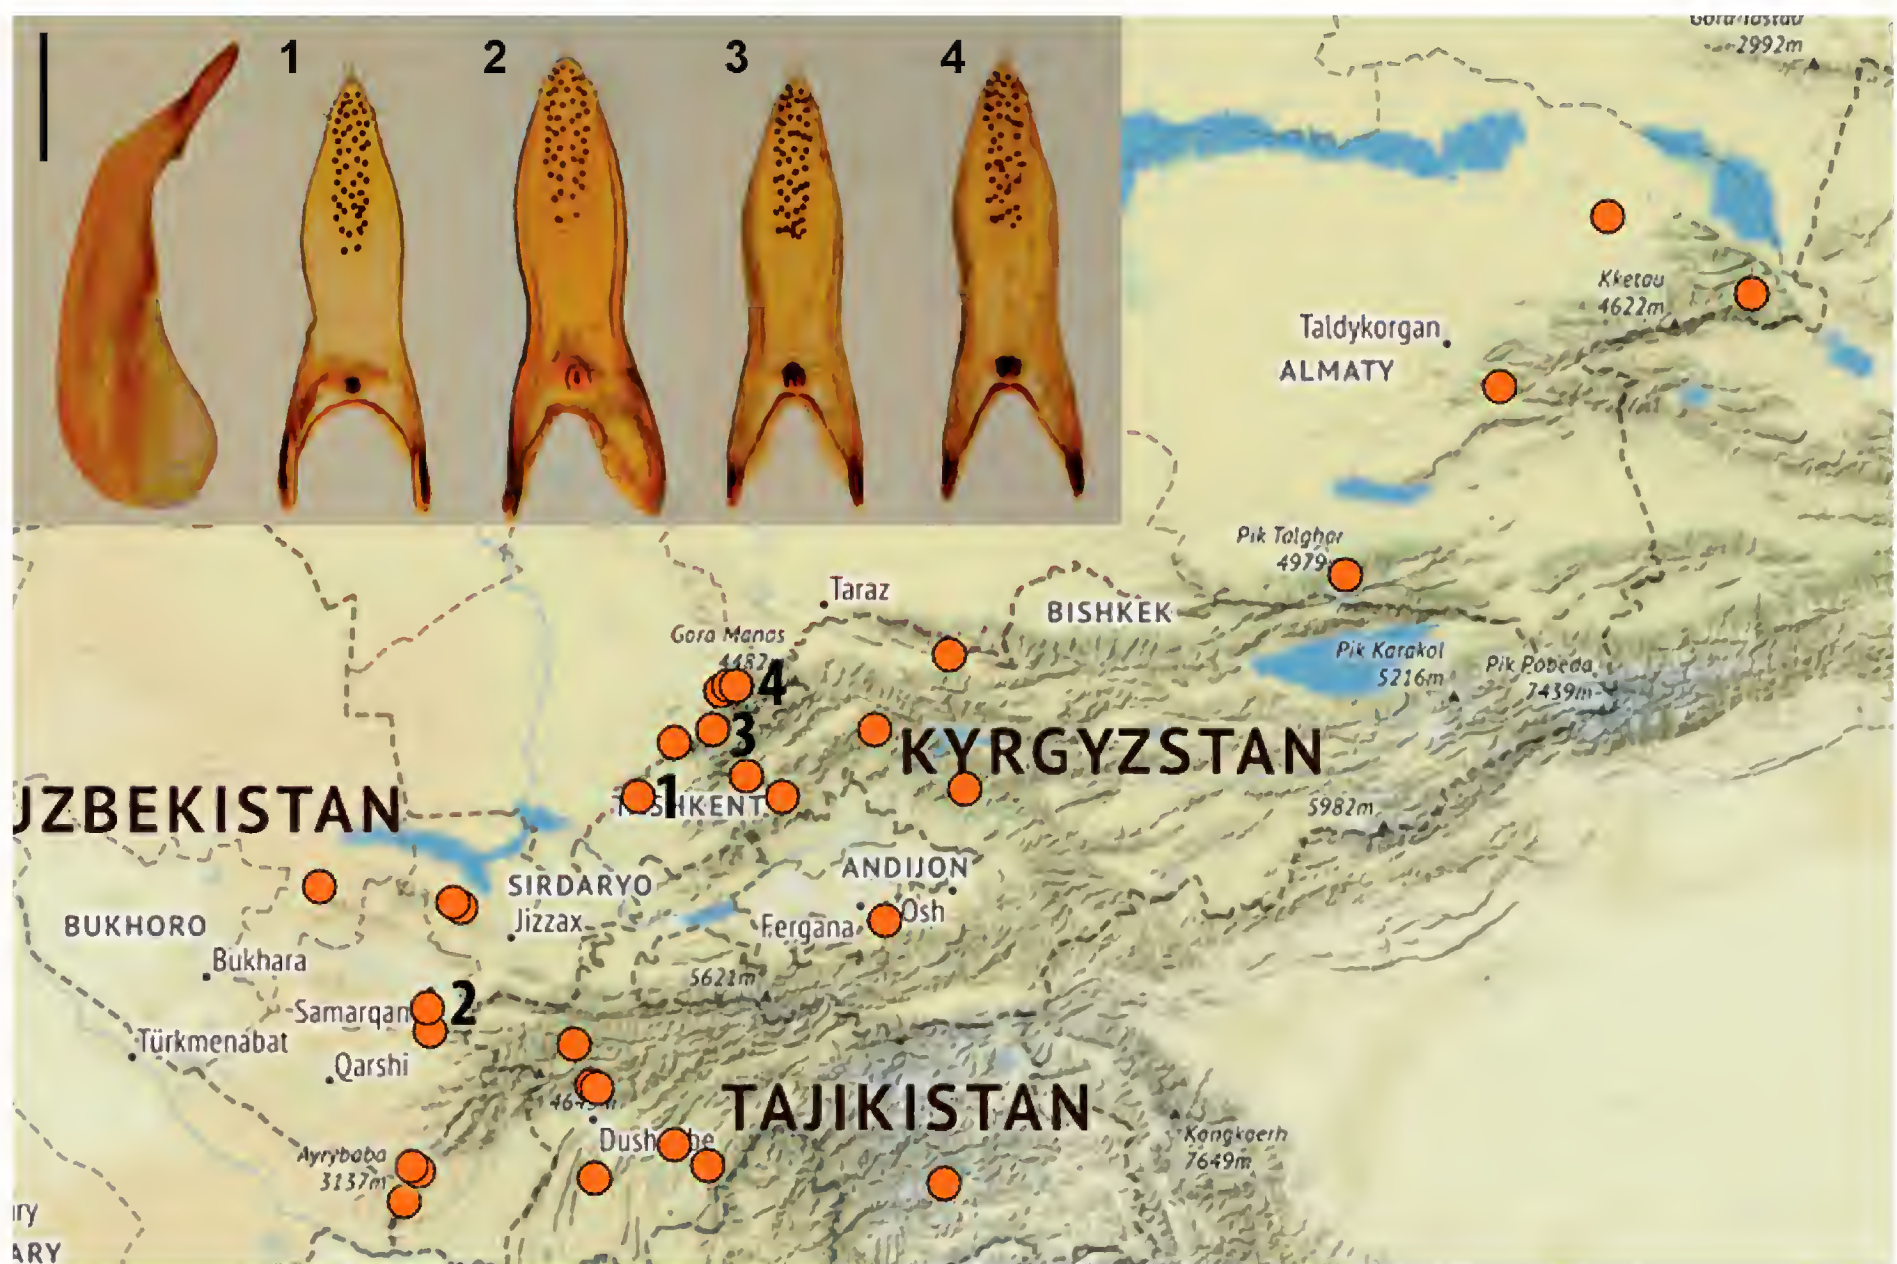 2992m
1
2
3
4
Kketau
4622m
Taldykorgan
ALMATY
Pik Talghar
4979
Taraz
BISHKEK
Gora Manas
4482
4
Pik Karakol
5216m
Pik Pobeda
7439m
3
KYRGYZSTAN
UZBEKISTAN
1
5982m
ANDIJON
SIRDARYO
Jizzax
Osh
Fergana
BUKHORO
Bukhara
5621m
2
Samarqan
Türkmenabat
Qarshi
TAJIKISTAN
Kongkaerh
7649m
Ayrybaba
3137m
ARY